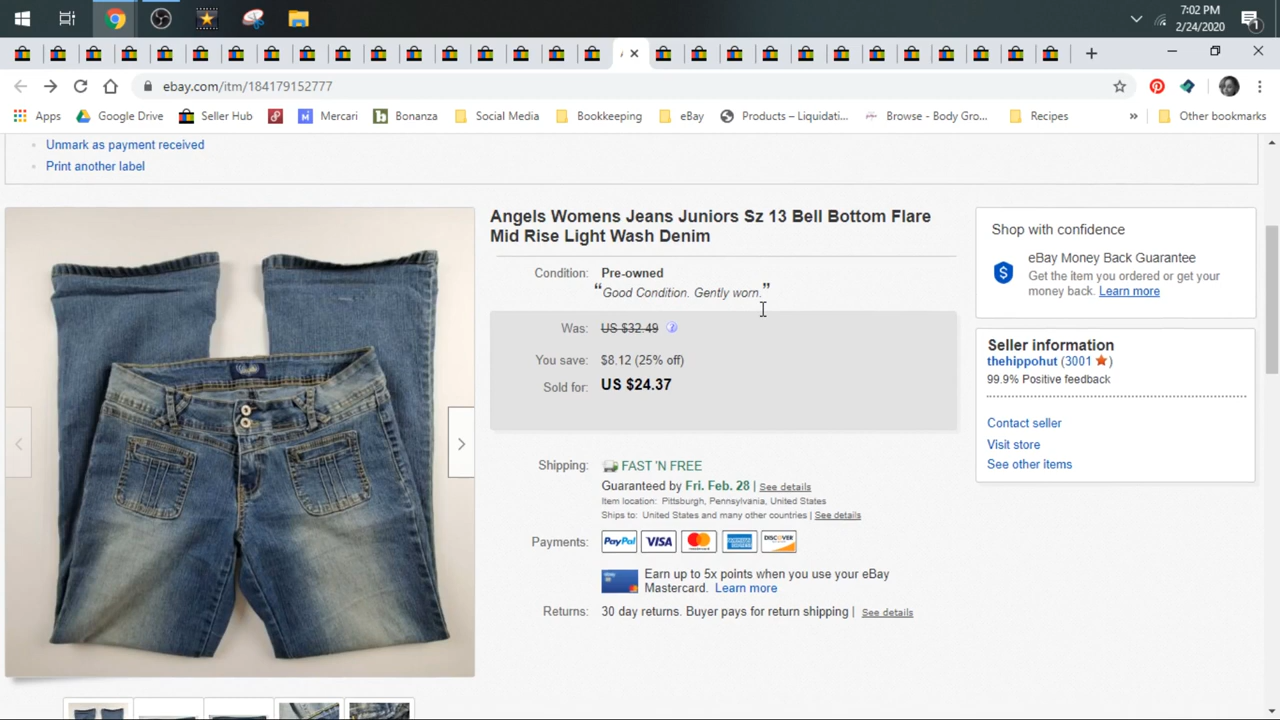 7:02 PM
2/24/2020
1
ebay.com/itm/184179152777
Apps
Google Drive
Seller Hub
Mercari
Bonanza
Social Media
Bookkeeping
eBay
Products – Liquidati...
Browse - Body Gro...
Recipes
»
Other bookmarks
Unmark as payment received
Print another label
Angels Womens Jeans Juniors Sz 13 Bell Bottom Flare
Mid Rise Light Wash Denim
Condition: Pre-owned
“Good Condition. Gently worn.”
Was: US $32.49
You save: $8.12 (25% off)
Sold for: US $24.37
Shipping: FAST 'N FREE
Guaranteed by Fri. Feb. 28 | See details
Item location: Pittsburgh, Pennsylvania, United States
Ships to: United States and many other countries | See details
Payments: PayPal VISA MasterCard AMERICAN EXPRESS DISCOVER
Earn up to 5x points when you use your eBay
Mastercard. Learn more
Returns: 30 day returns. Buyer pays for return shipping | See details
Shop with confidence
eBay Money Back Guarantee
Get the item you ordered or get your
money back. Learn more
Seller information
thehippohut (3001 ★)
99.9% Positive feedback
Contact seller
Visit store
See other items